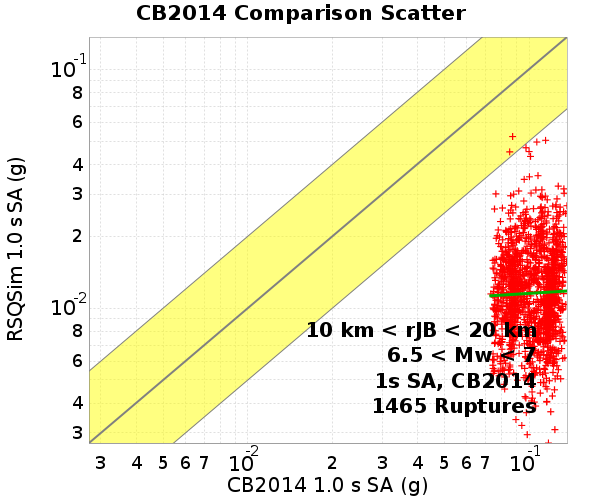 CB2014 Comparison Scatter
RSQSim 1.0 s SA (g)
10-1
8
6
4
3
2
10-2
8
6
4
3
10 km < rJB < 20 km
6.5 < Mw < 7
1s SA, CB2014
1465 Ruptures
3 4 5 6 7 10-2 2 3 4 5 6 7 10-1
CB2014 1.0 s SA (g)